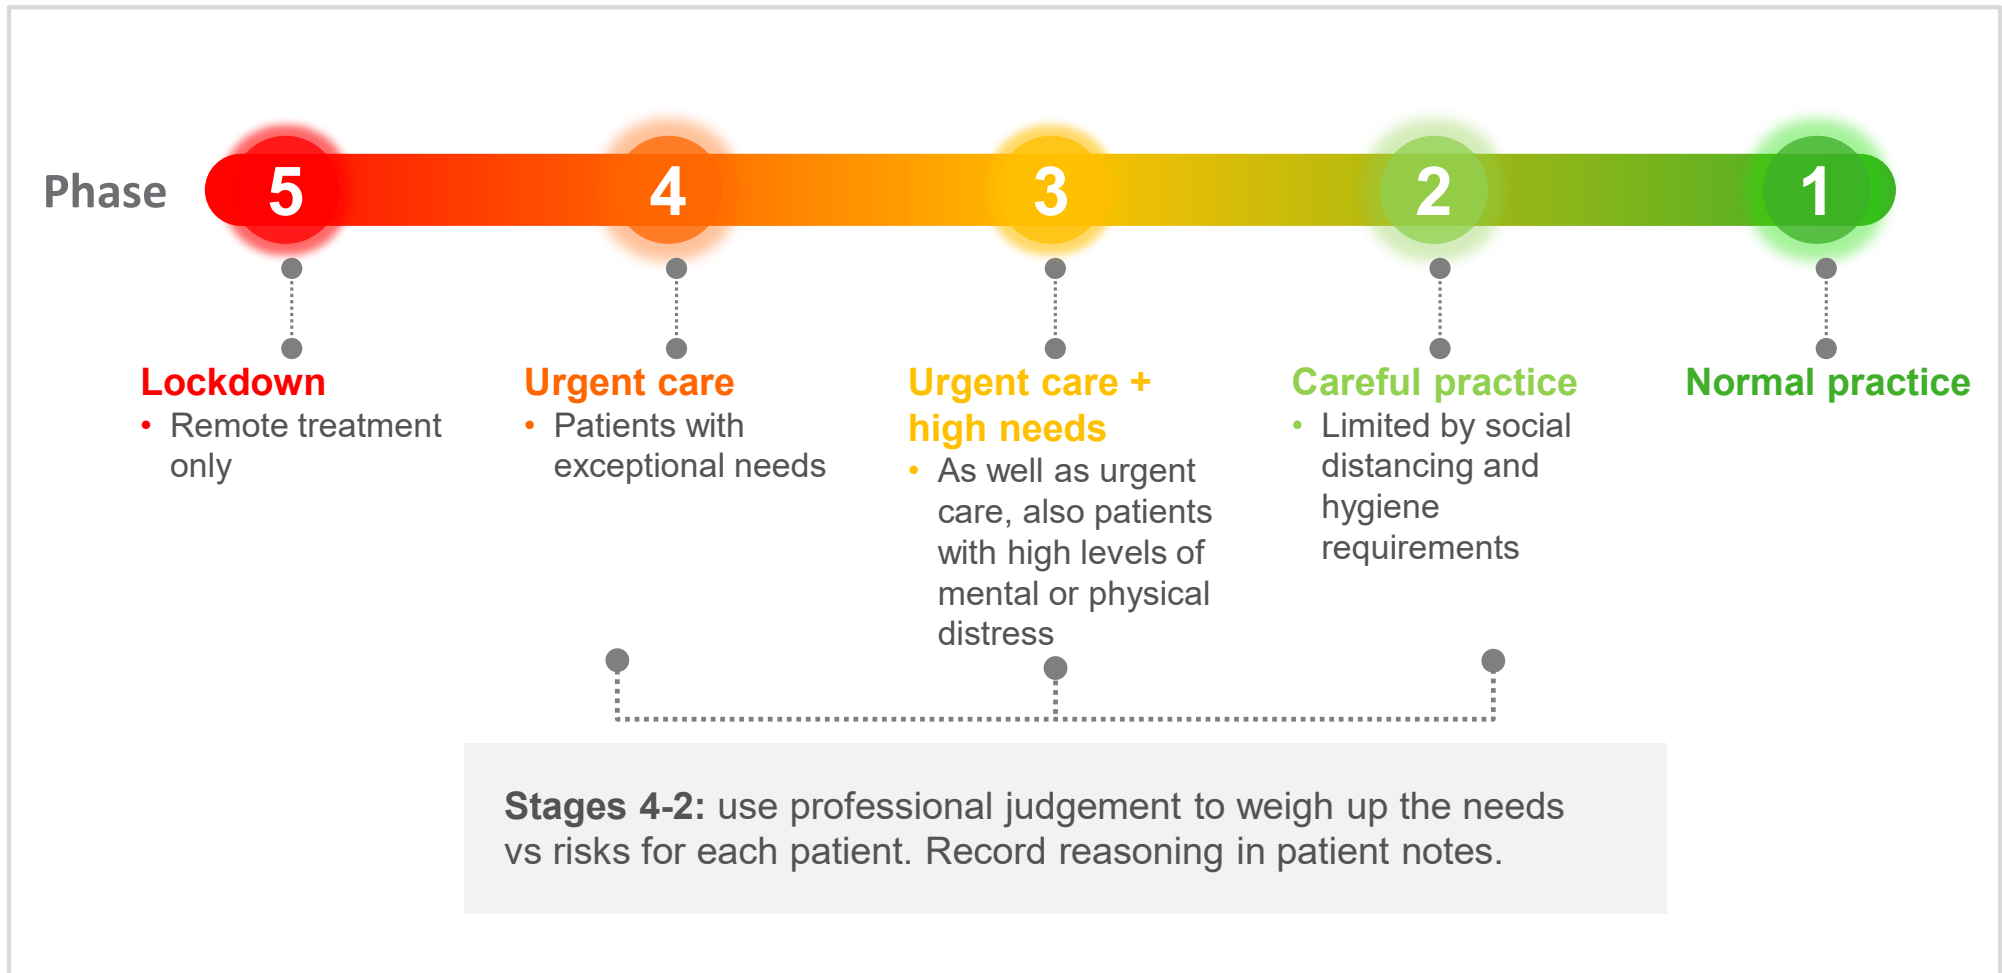 Phase
5
4
3
2
1
Lockdown
• Remote treatment
only
Urgent care
• Patients with
exceptional needs
Urgent care +
high needs
• As well as urgent
care, also patients
with high levels of
mental or physical
distress
Careful practice
• Limited by social
distancing and
hygiene
requirements
Normal practice
Stages 4-2: use professional judgement to weigh up the needs
vs risks for each patient. Record reasoning in patient notes.